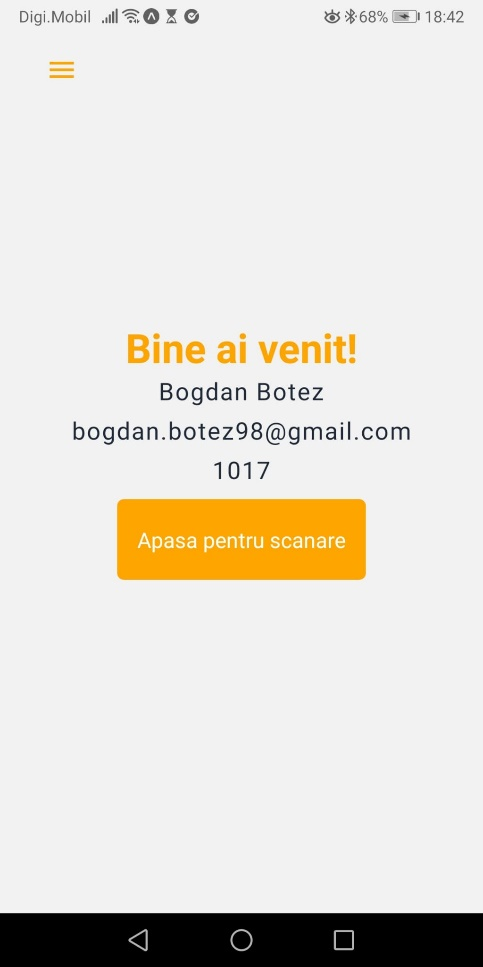 Digi.Mobil 68% 18:42
Bine ai venit!
Bogdan Botez
bogdan.botez98@gmail.com
1017
Apasa pentru scanare